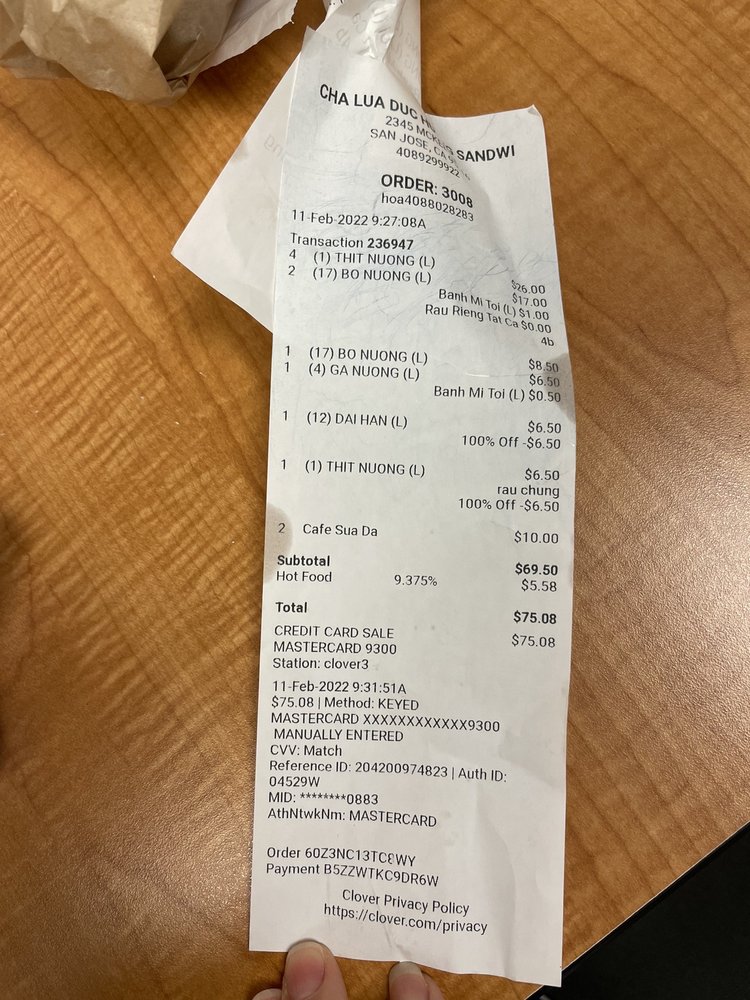 CHA LUA DUC
SANDWI
2345
SAN JOSE, CA
4089299922
ORDER: 3008
hoa4088028283
11-Feb-2022 9:27:08A
Transaction 236947
4 (1) THIT NUONG (L) $26.00
2 (17) BO NUONG (L) $17.00
Banh Mi Toi (L) $1.00
Rau Rieng Tat Ca $0.00
4b
1 (17) BO NUONG (L) $8.50
1 (4) GA NUONG (L) $6.50
Banh Mi Toi (L) $0.50
1 (12) DAI HAN (L) $6.50
100% Off -$6.50
1 (1) THIT NUONG (L) $6.50
rau chung
100% Off -$6.50
2 Cafe Sua Da $10.00
Subtotal $69.50
Hot Food 9.375% $5.58
Total $75.08
CREDIT CARD SALE $75.08
MASTERCARD 9300
Station: clover3
11-Feb-2022 9:31:51A
$75.08 | Method: KEYED
MASTERCARD XXXXXXXXXXXX9300
MANUALLY ENTERED
CVV: Match
Reference ID: 204200974823 | Auth ID:
04529W
MID: ********0883
AthNtwkNm: MASTERCARD
Order 60Z3NC13TC8WY
Payment B5ZZWTKC9DR6W
Clover Privacy Policy
https://clover.com/privacy